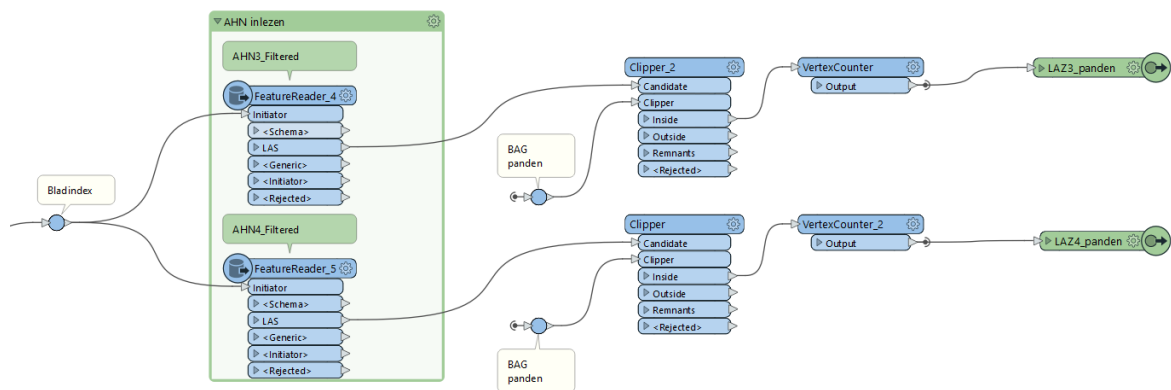 AHN inlezen
AHN3_Filtered
FeatureReader_4
Initiator
<Schema>
LAS
<Generic>
<Initiator>
<Rejected>
Bladindex
AHN4_Filtered
FeatureReader_5
Initiator
<Schema>
LAS
<Generic>
<Initiator>
<Rejected>
BAG
panden
Clipper_2
Candidate
Clipper
Inside
Outside
Remnants
<Rejected>
VertexCounter
Output
LAZ3_panden
Clipper
Candidate
Clipper
Inside
Outside
Remnants
<Rejected>
BAG
panden
VertexCounter_2
Output
LAZ4_panden